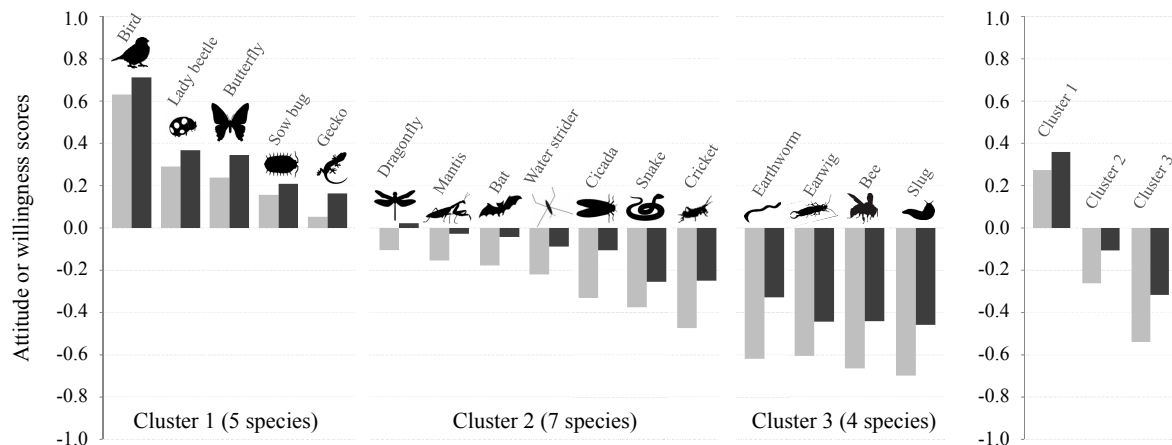 Attitude or willingness scores
1.0
0.8
0.6
0.4
0.2
0.0
-0.2
-0.4
-0.6
-0.8
-1.0
Bird
Lady beetle
Butterfly
Sow bug
Gecko
Cluster 1 (5 species)
Dragonfly
Mantis
Bat
Water strider
Cicada
Snake
Cricket
Cluster 2 (7 species)
Earthworm
Earwig
Bee
Slug
Cluster 3 (4 species)
1.0
0.8
0.6
0.4
0.2
0.0
-0.2
-0.4
-0.6
-0.8
-1.0
Cluster 1
Cluster 2
Cluster 3